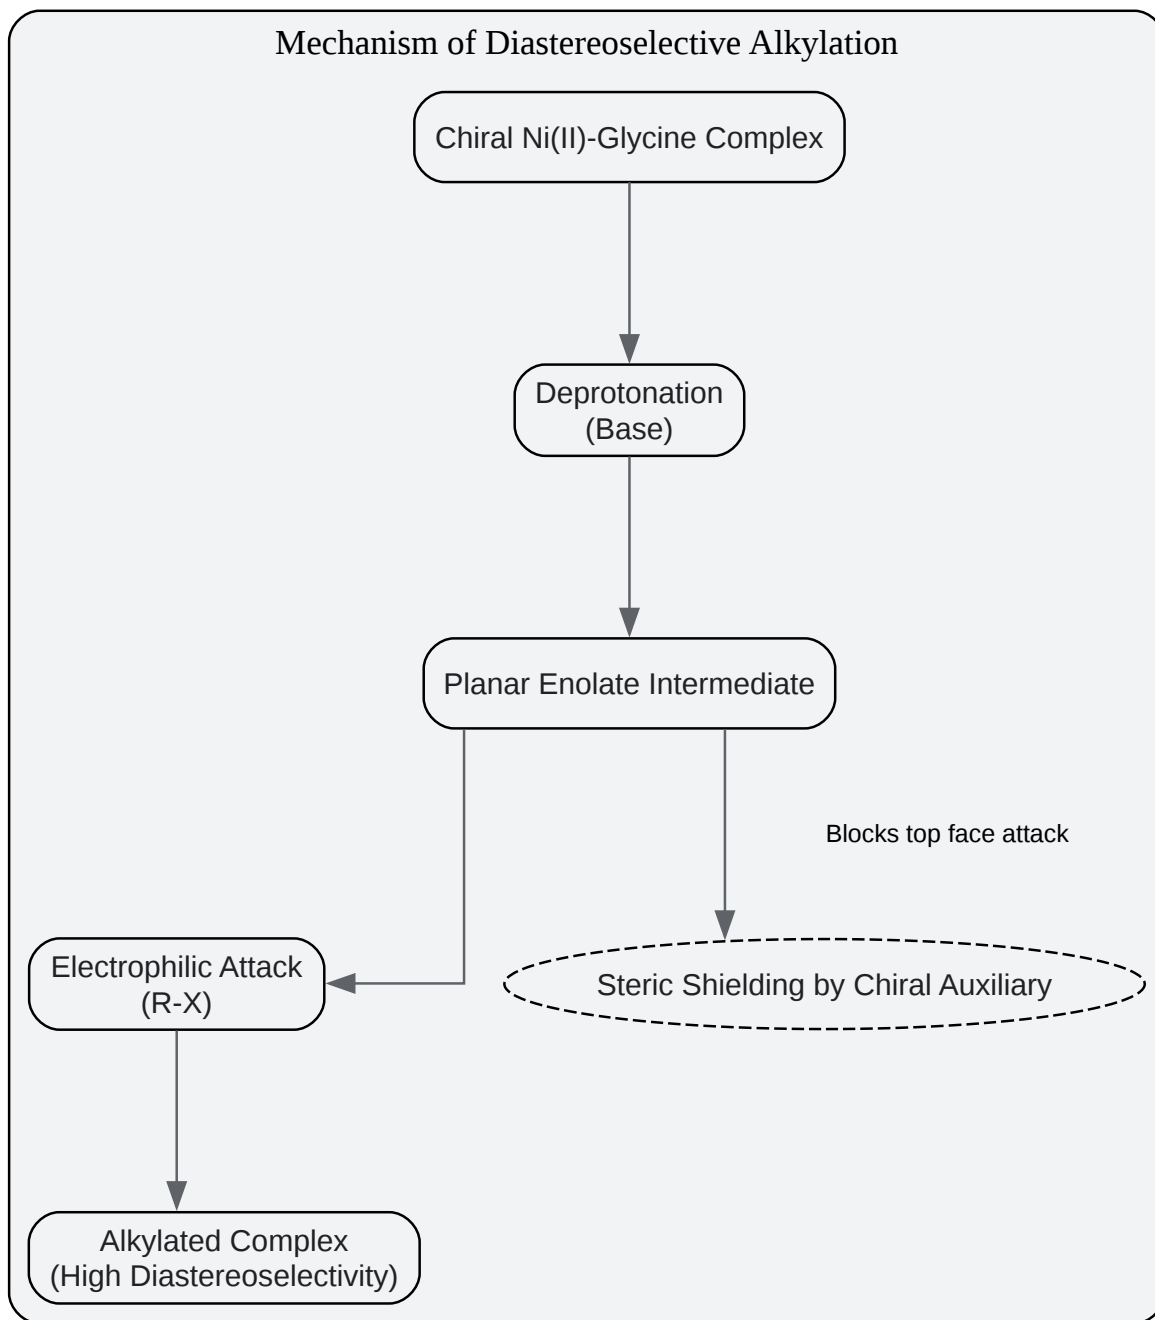 Mechanism of Diastereoselective Alkylation
Chiral Ni(II)-Glycine Complex
Deprotonation
(Base)
Planar Enolate Intermediate
Blocks top face attack
Electrophilic Attack
(R-X)
Steric Shielding by Chiral Auxiliary
Alkylated Complex
(High Diastereoselectivity)